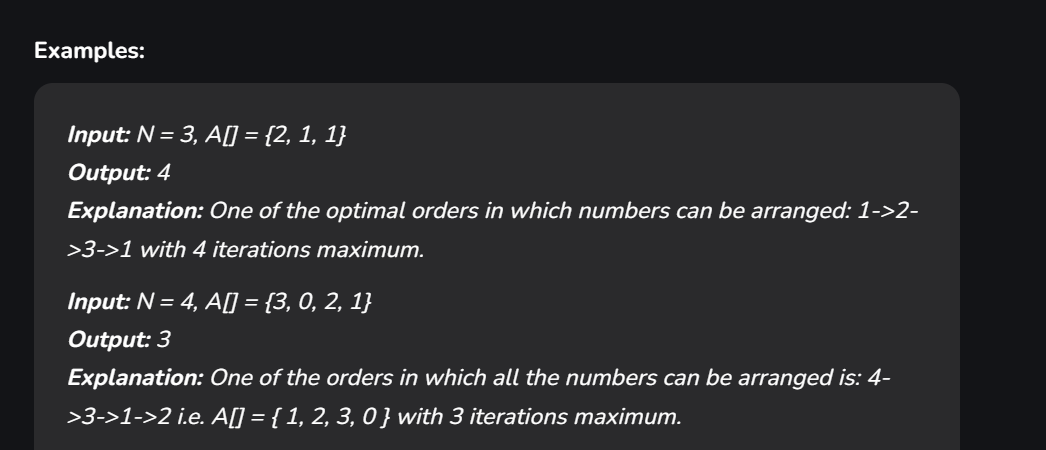 Examples:
Input: N = 3, A[] = {2, 1, 1}
Output: 4
Explanation: One of the optimal orders in which numbers can be arranged: 1->2-
>3->1 with 4 iterations maximum.
Input: N = 4, A[] = {3, 0, 2, 1}
Output: 3
Explanation: One of the orders in which all the numbers can be arranged is: 4-
>3->1->2 i.e. A[] = { 1, 2, 3, 0 } with 3 iterations maximum.